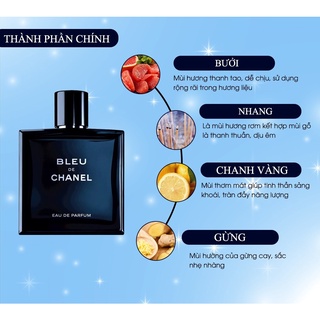 THÀNH PHẦN CHÍNH
BƯỞI
Mùi hương thanh tao, dễ chịu, sử dụng
rộng rãi trong hương liệu
NHANG
Là mùi hương rơm kết hợp mùi gỗ
là thanh thuần, dịu êm
CHANH VÀNG
Mùi thơm mát giúp tinh thần sảng
khoái, tràn đầy năng lượng
GỪNG
Mùi hương của gừng cay, sắc
nhẹ nhàng
BLEU
DE
CHANEL
EAU DE PARFUM